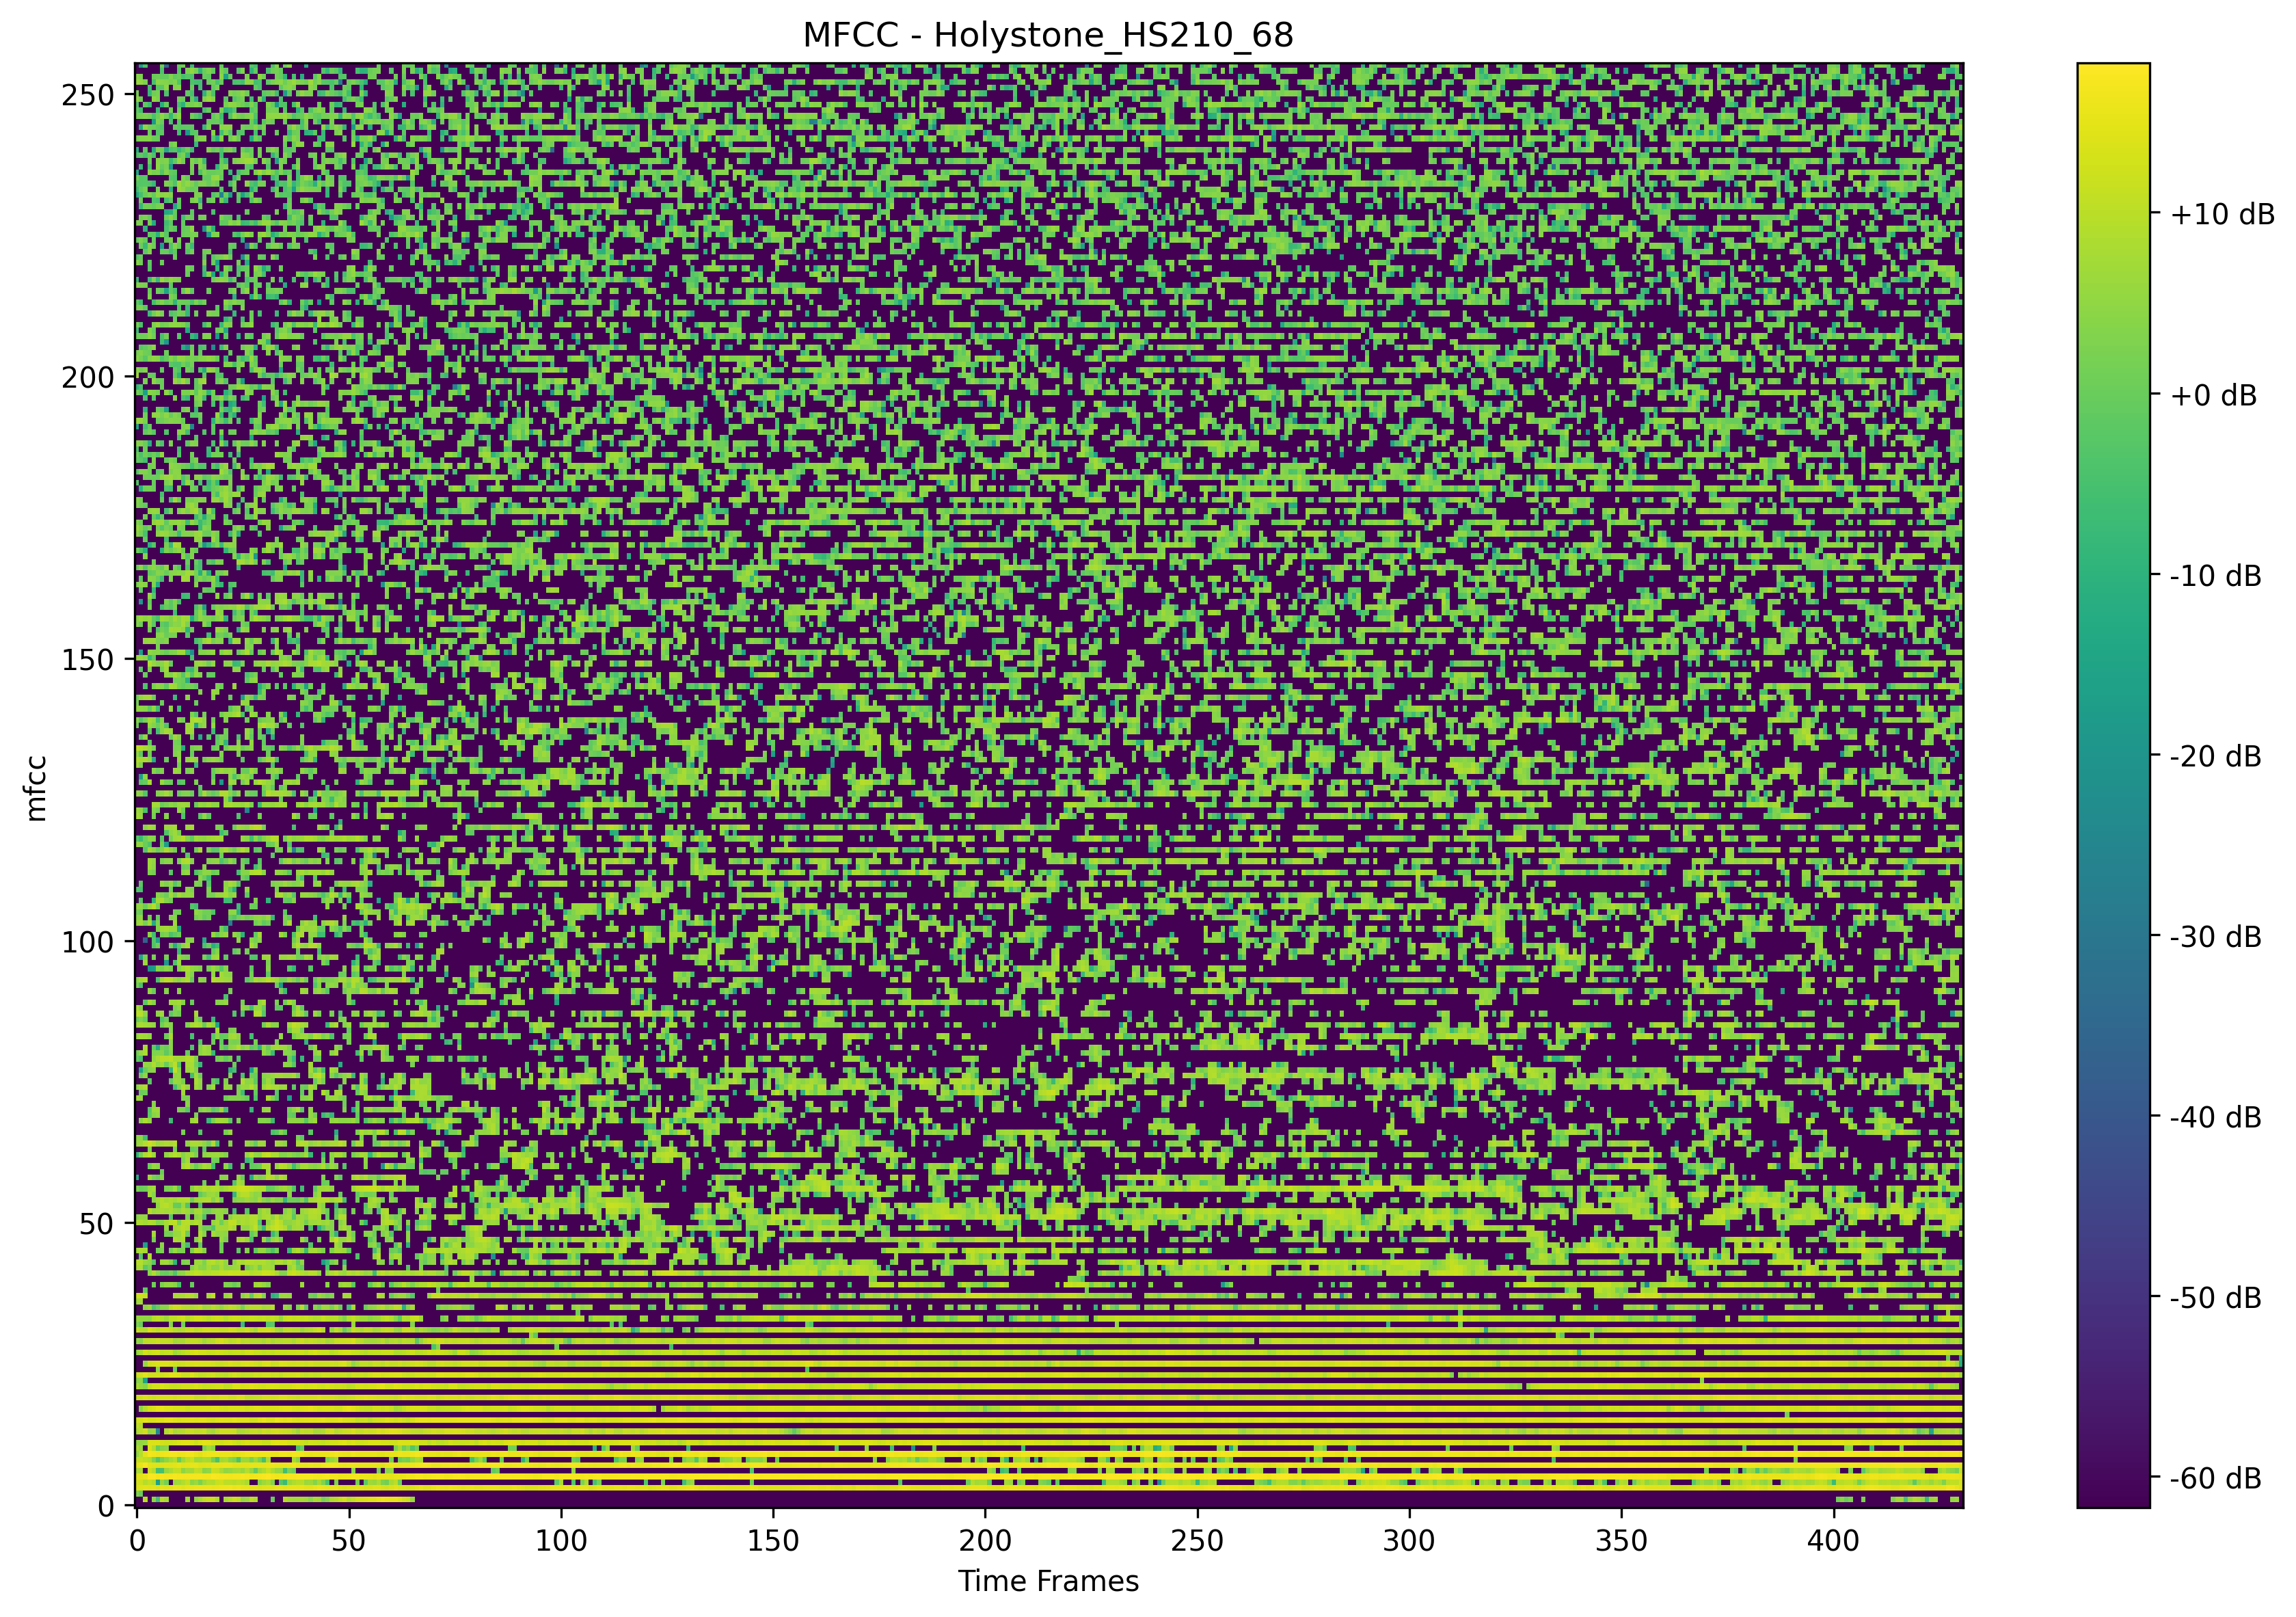 MFCC - Holystone_HS210_68
250
200
150
100
50
0
mfcc
0 50 100 150 200 250 300 350 400
Time Frames
+10 dB
+0 dB
-10 dB
-20 dB
-30 dB
-40 dB
-50 dB
-60 dB